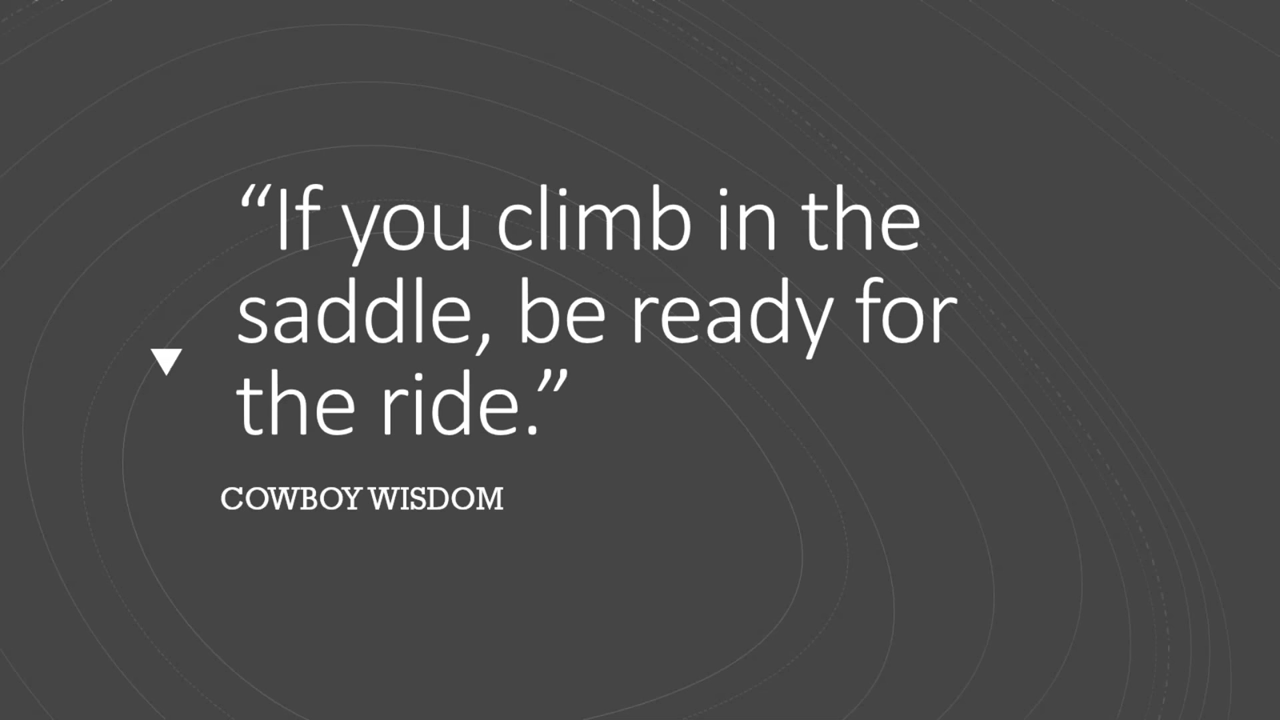 “If you climb in the
saddle, be ready for
the ride.”
COWBOY WISDOM